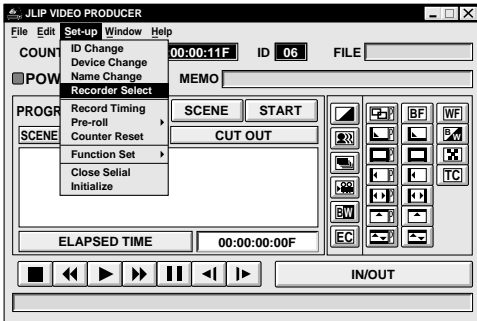 JLIP VIDEO PRODUCER
File Edit Set-up Window Help
COUNT 00:00:11F ID 06 FILE
POW MEMO
ID Change
Device Change
Name Change
Recorder Select
Record Timing
Pre-roll
Counter Reset
Function Set
Close Selial
Initialize
PROGR SCENE START
SCENE CUT OUT
ELAPSED TIME 00:00:00:00F
P BF WF
P B W
P
P TC
P
BW P
EC P
IN/OUT